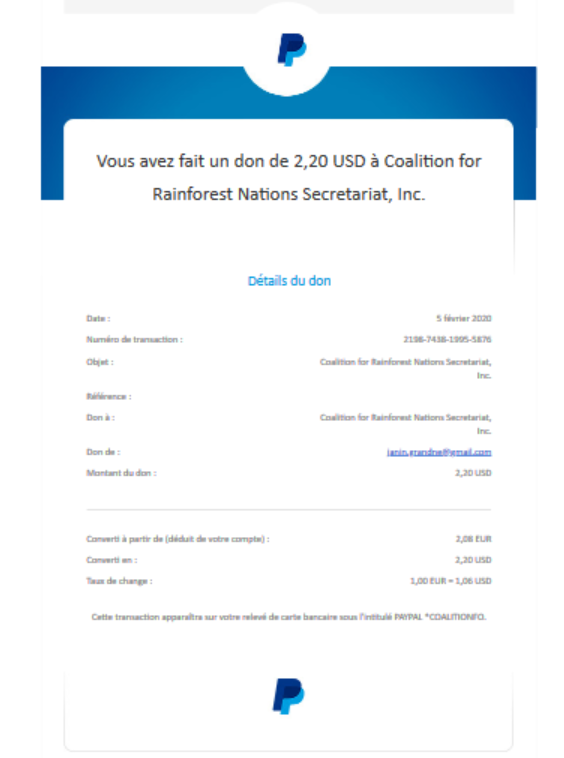 Vous avez fait un don de 2,20 USD à Coalition for
Rainforest Nations Secretariat, Inc.
Détails du don
Date : 5 février 2020
Numéro de transaction : 2198-7438-1995-5876
Objet : Coalition for Rainforest Nations Secretariat,
Inc.
Référence :
Don à : Coalition for Rainforest Nations Secretariat,
Inc.
Don de : janin.grandne@gmail.com
Montant du don : 2,20 USD
Converti à partir de (déduit de votre compte) : 2,08 EUR
Converti en : 2,20 USD
Taux de change : 1,00 EUR = 1,06 USD
Cette transaction apparaîtra sur votre relevé de carte bancaire sous l'intitulé PAYPAL *COALITIONFO.